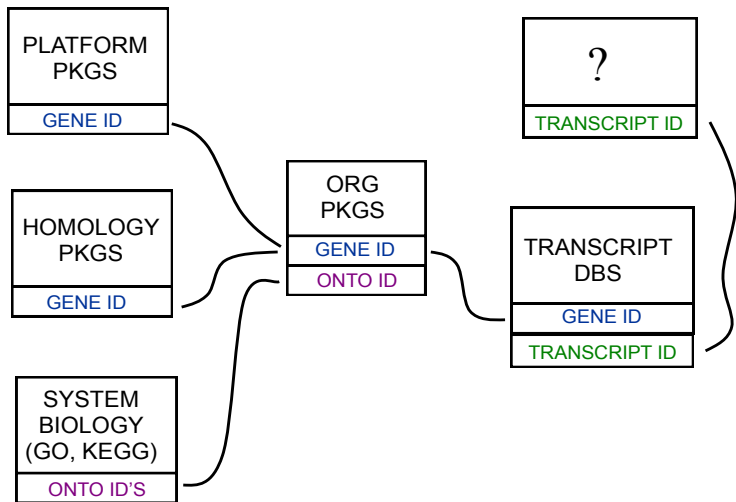 PLATFORM
PKGS
GENE ID
HOMOLOGY
PKGS
GENE ID
SYSTEM
BIOLOGY
(GO, KEGG)
ONTO ID'S
ORG
PKGS
GENE ID
ONTO ID
?
TRANSCRIPT ID
TRANSCRIPT
DBS
GENE ID
TRANSCRIPT ID